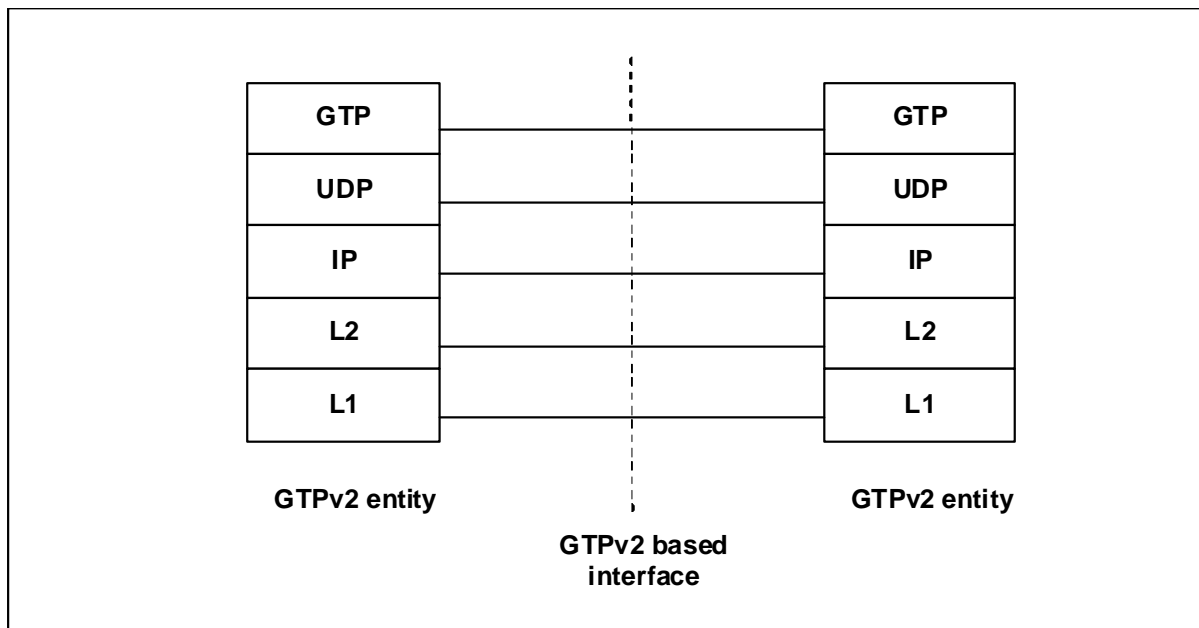 GTP
UDP
IP
L2
L1
GTPv2 entity
GTP
UDP
IP
L2
L1
GTPv2 entity
GTPv2 based
interface